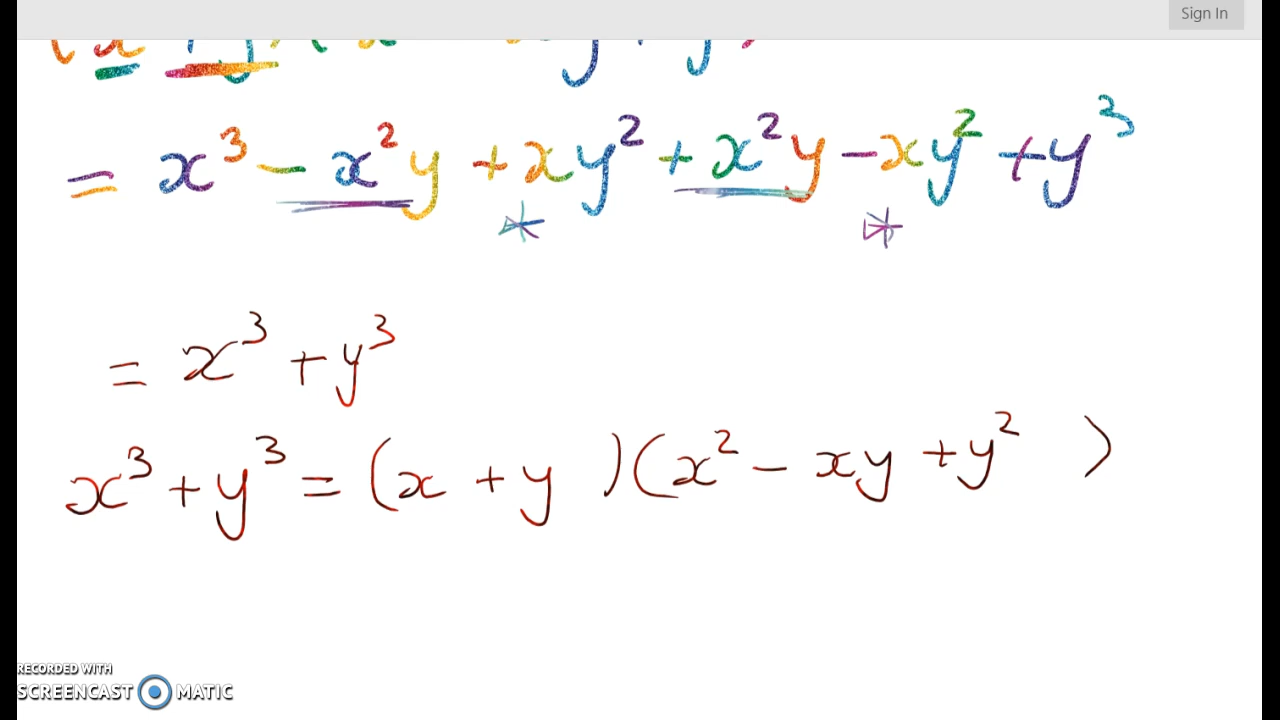 Sign In
= x³ - x²y + xy² + x²y - xy² + y³
= x³ + y³
x³ + y³ = (x + y)(x² - xy + y²)
RECORDED WITH
SCREENCAST MATIC